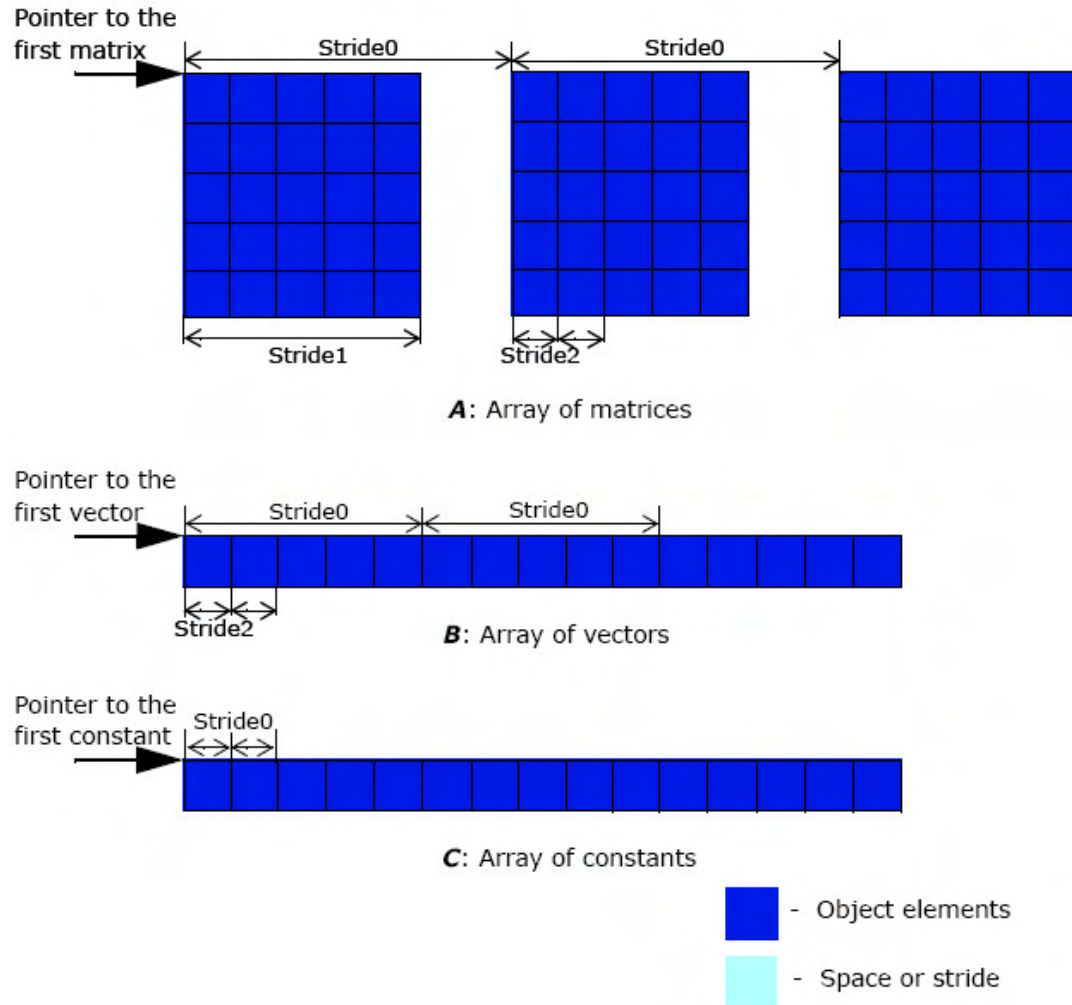 Pointer to the
first matrix
Stride0
Stride0
Stride1
Stride2
A: Array of matrices
Pointer to the
first vector
Stride0
Stride0
Stride2
B: Array of vectors
Pointer to the
first constant
Stride0
C: Array of constants
- Object elements
- Space or stride